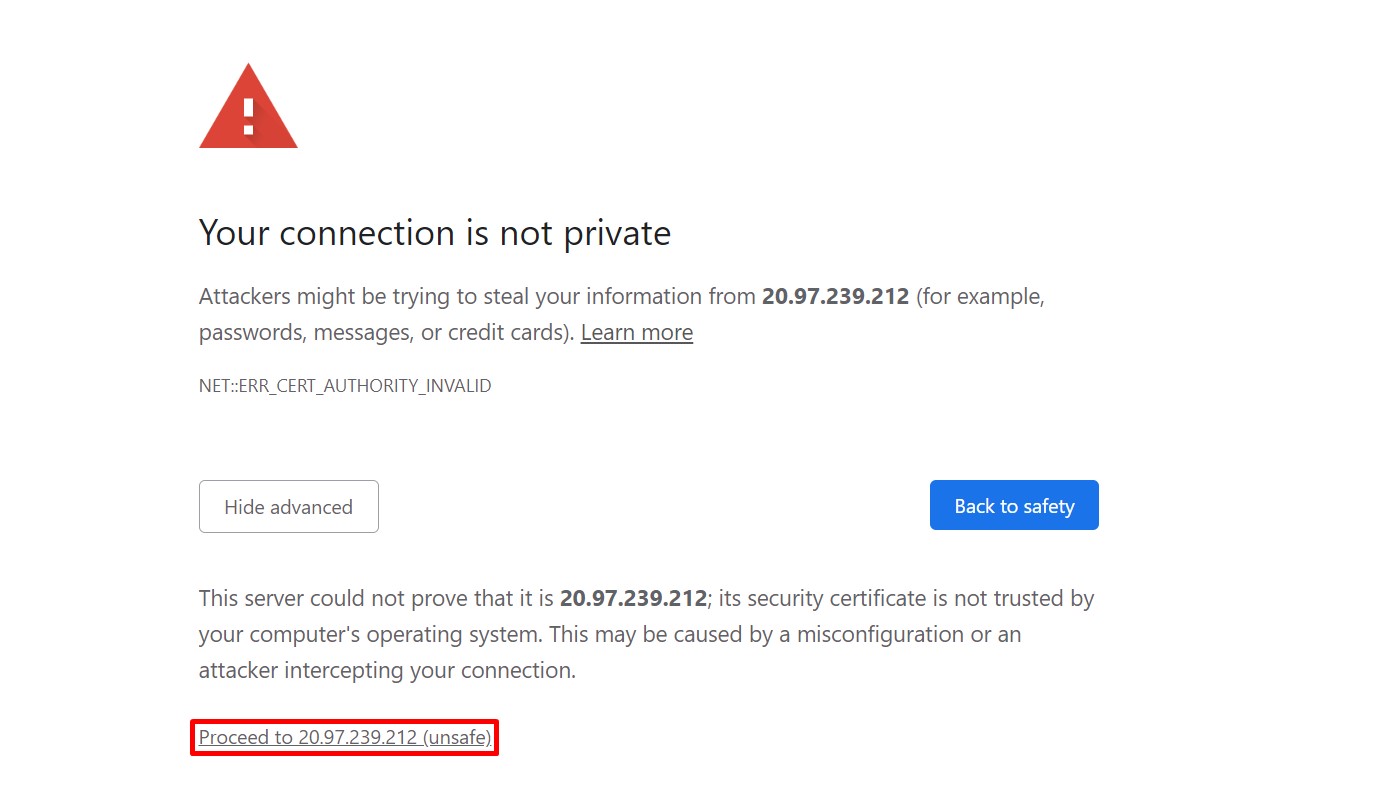 Your connection is not private
Attackers might be trying to steal your information from 20.97.239.212 (for example,
passwords, messages, or credit cards). Learn more
NET::ERR_CERT_AUTHORITY_INVALID
Hide advanced
Back to safety
This server could not prove that it is 20.97.239.212; its security certificate is not trusted by
your computer's operating system. This may be caused by a misconfiguration or an
attacker intercepting your connection.
Proceed to 20.97.239.212 (unsafe)